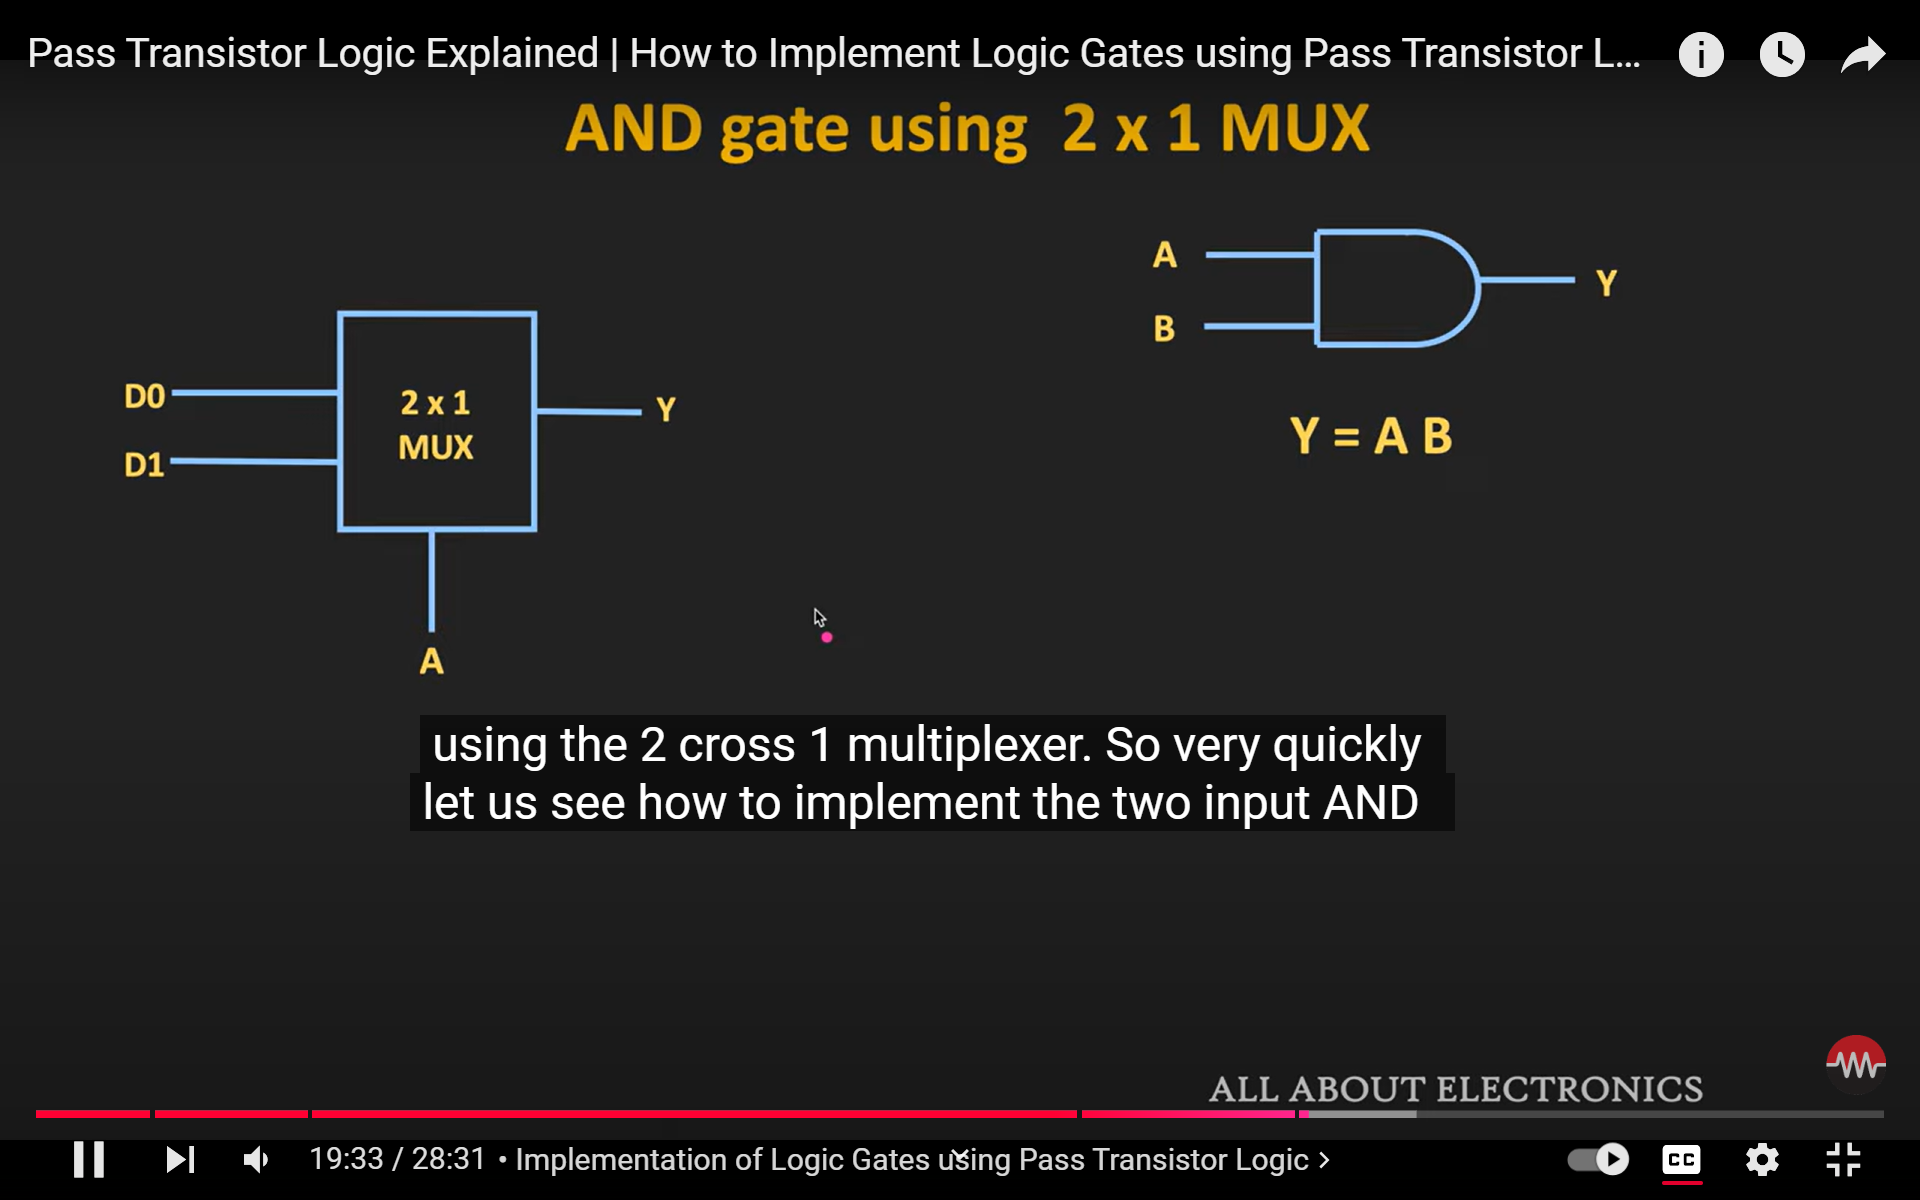 Pass Transistor Logic Explained | How to Implement Logic Gates using Pass Transistor L...
AND gate using 2 x 1 MUX
A
B
Y
Y = A B
D0
D1
2 x 1
MUX
Y
A
using the 2 cross 1 multiplexer. So very quickly
let us see how to implement the two input AND
ALL ABOUT ELECTRONICS
19:33 / 28:31 • Implementation of Logic Gates using Pass Transistor Logic >
CC